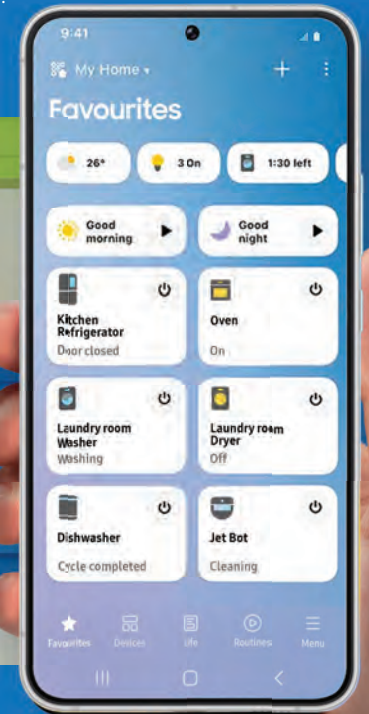 9:41
My Home
Favourites
26°
3 On
1:30 left
Good
morning
Good
night
Kitchen
Refrigerator
Door closed
Oven
On
Laundry room
Washer
Washing
Laundry room
Dryer
Off
Dishwasher
Cycle completed
Jet Bot
Cleaning
Favourites
Devices
Life
Routines
Menu